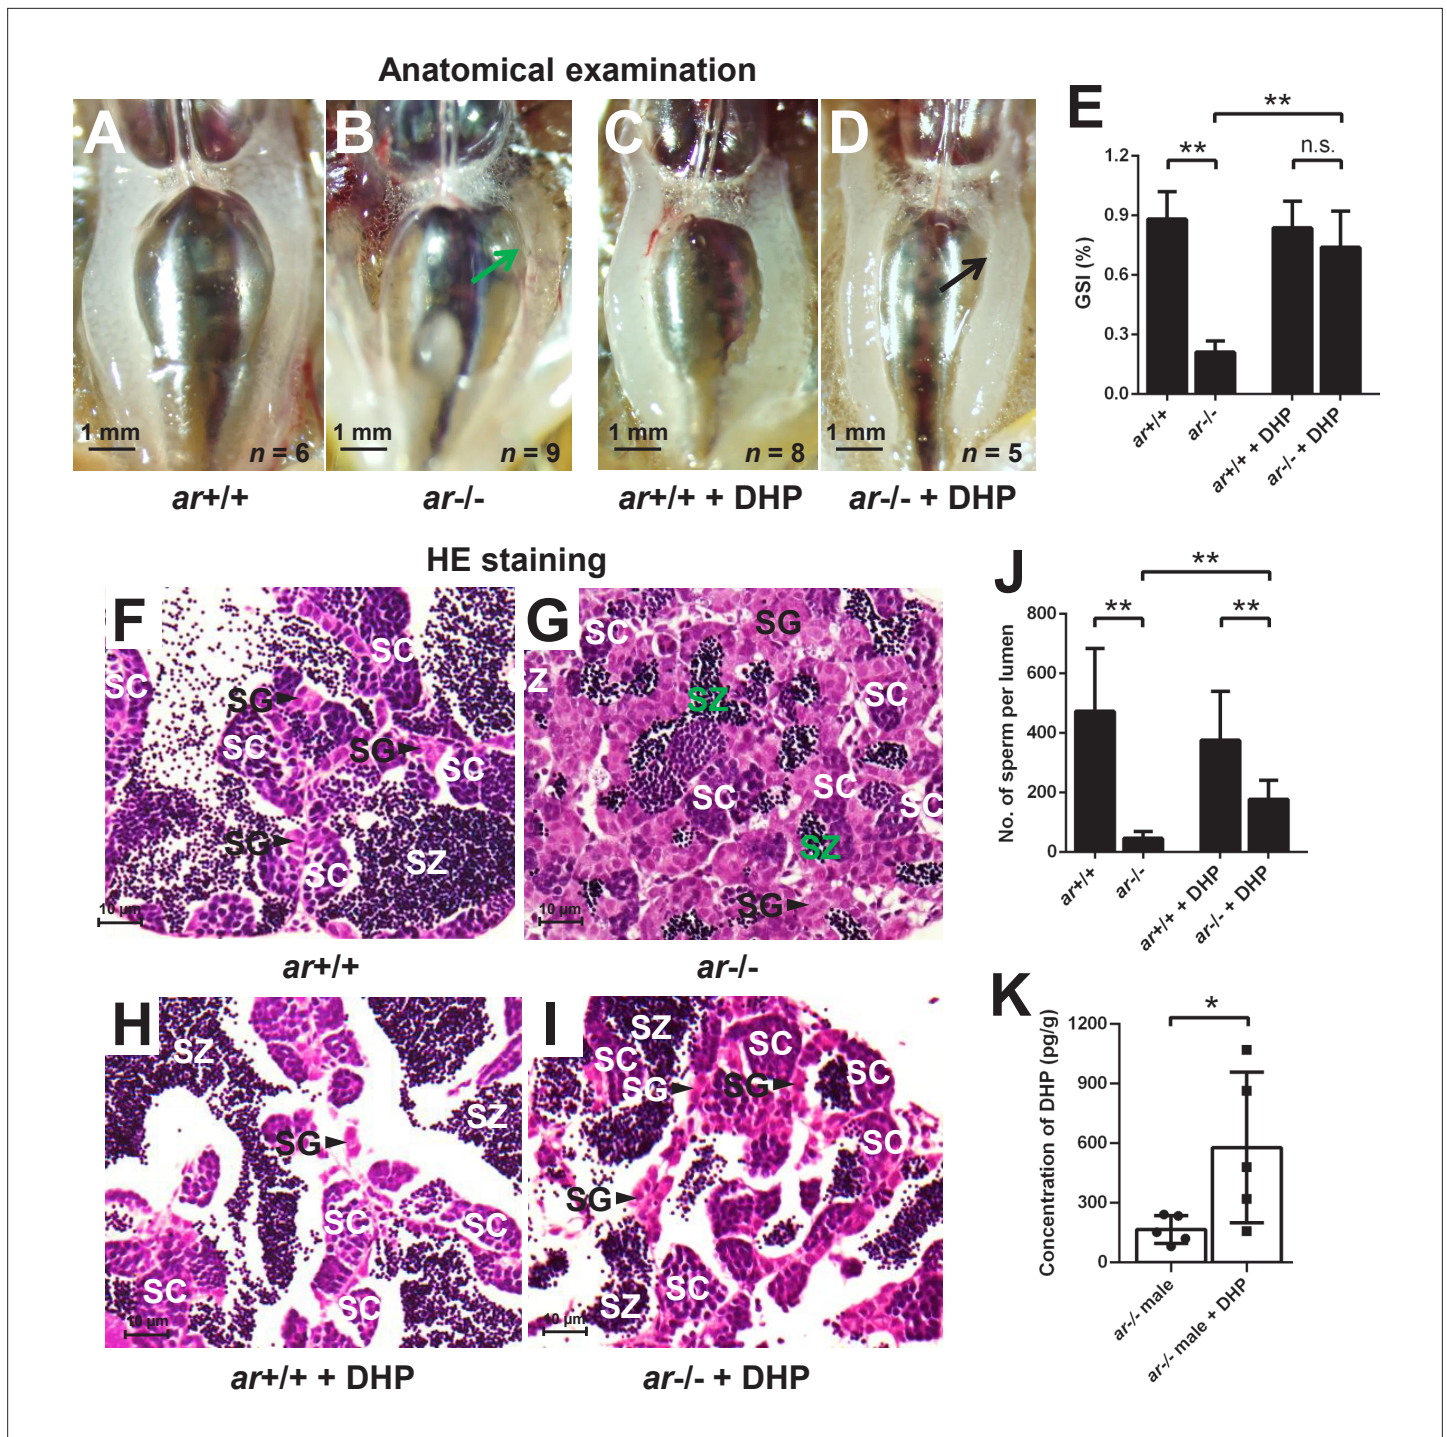 Anatomical examination
A
B
C
D
1 mm
n = 6
1 mm
n = 9
1 mm
n = 8
1 mm
n = 5
ar+/+
ar-/-
ar+/+ + DHP
ar-/- + DHP
E
**
**
n.s.
GSI (%)
1.2
0.9
0.6
0.3
0.0
ar+/+
ar-/-
ar+/+ + DHP
ar-/- + DHP
HE staining
F
SC
SC
SG
SC
SG
SC
SG
SC
SZ
10 µm
ar+/+
G
SC
SG
SZ
SZ
SC
SC
SC
SC
SZ
SG
10 µm
ar-/-
H
SZ
SZ
SG
SC
SC
SC
SC
10 µm
ar+/+ + DHP
I
SZ
SC
SC
SC
SG
SG
SC
SG
SC
SZ
10 µm
ar-/- + DHP
J
**
**
**
No. of sperm per lumen
800
600
400
200
0
ar+/+
ar-/-
ar+/+ + DHP
ar-/- + DHP
K
*
Concentration of DHP (pg/g)
1200
900
600
300
0
ar-/- male
ar-/- male + DHP